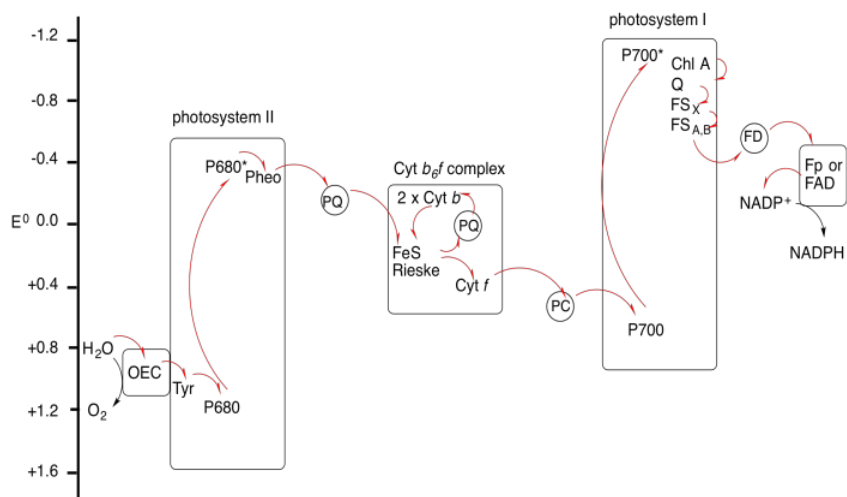 photosystem I
-1.2
P700*
Chl A
Q
FS X
-0.8
FS A,B
photosystem II
FD
-0.4
P680*
Pheo
Cyt b6f complex
Fp or
FAD
PQ
2 x Cyt b
NADP+
E⁰ 0.0
PQ
FeS
Rieske
NADPH
+0.4
Cyt f
PC
P700
+0.8
H2O
OEC
Tyr
+1.2
O2
P680
+1.6